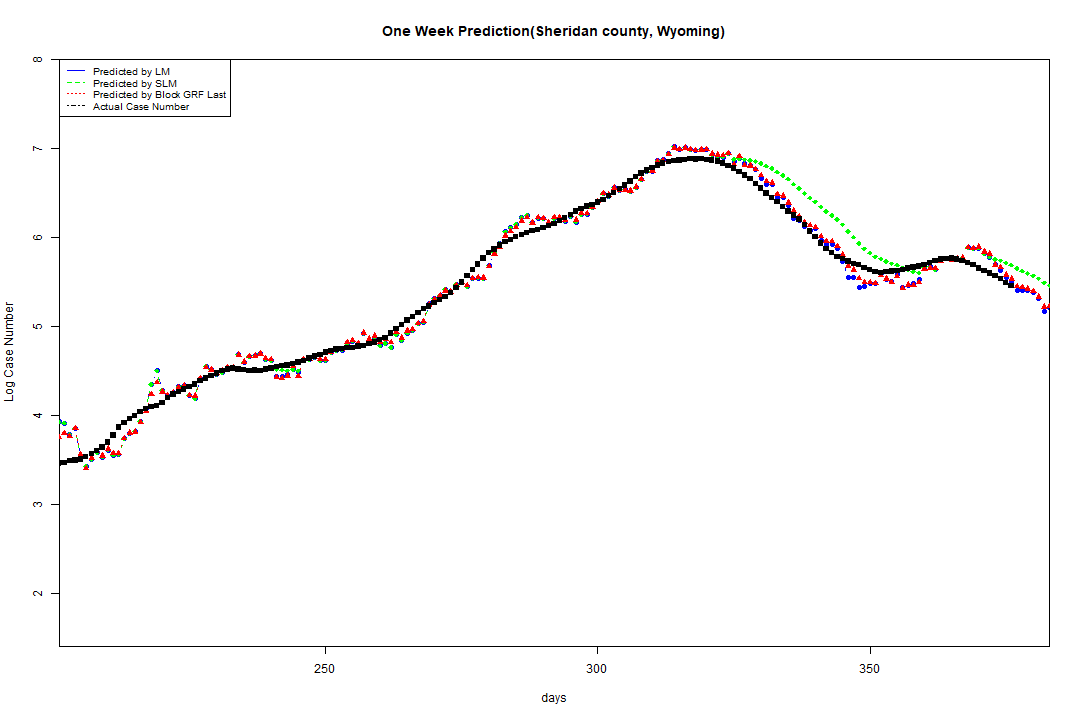 One Week Prediction(Sheridan county, Wyoming)
Predicted by LM
Predicted by SLM
Predicted by Block GRF Last
Actual Case Number
8
7
6
5
4
3
2
Log Case Number
250
300
350
days